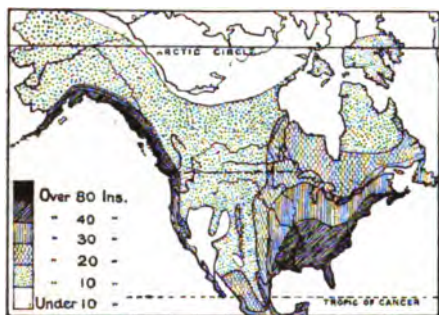 ARCTIC CIRCLE
Over 80 Ins.
" 40 "
" 30 "
" 20 "
" 10 "
Under 10 "
TROPIC OF CANCER